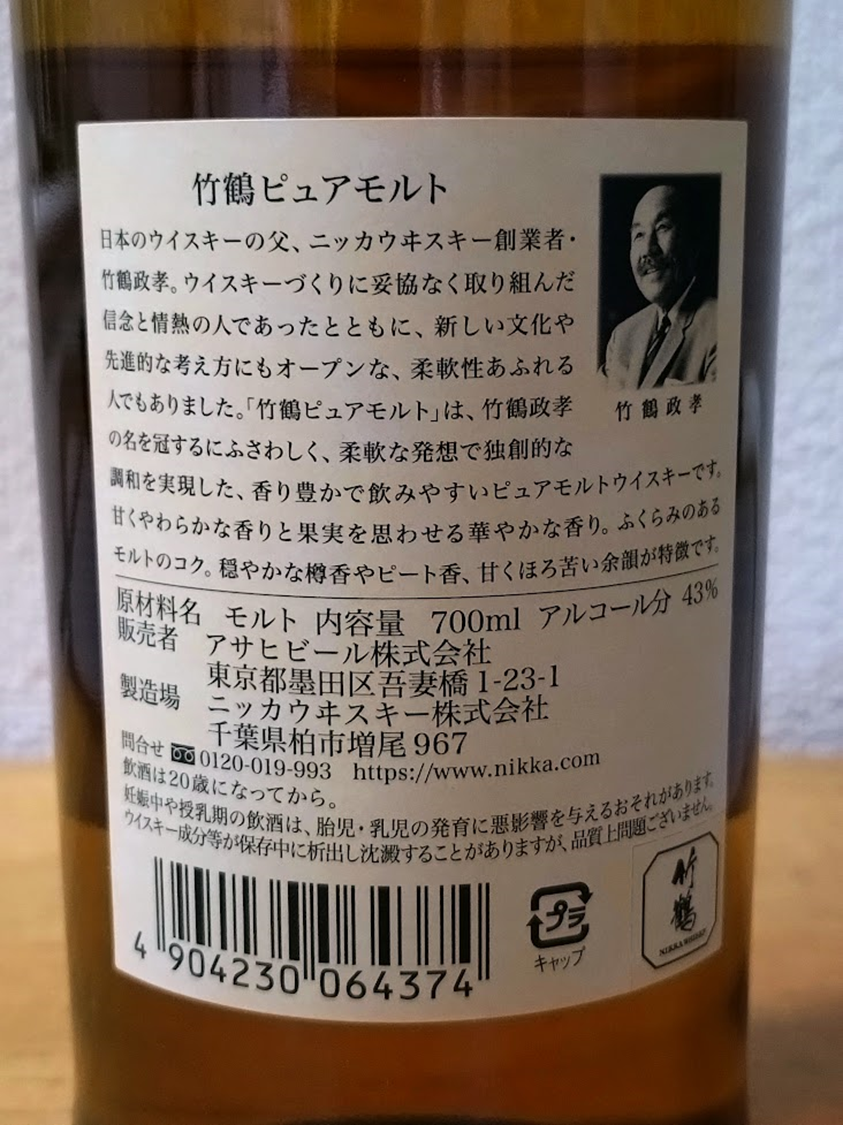 竹鶴ピュアモルト
日本のウイスキーの父、ニッカウヰスキー創業者・
竹鶴政孝。ウイスキーづくりに妥協なく取り組んだ
信念と情熱の人であったとともに、新しい文化や
先進的な考え方にもオープンな、柔軟性あふれる
人でもありました。「竹鶴ピュアモルト」は、竹鶴政孝
の名を冠するにふさわしく、柔軟な発想で独創的な
調和を実現した、香り豊かで飲みやすいピュアモルトウイスキーです。
甘くやわらかな香りと果実を思わせる華やかな香り。ふくらみのある
モルトのコク。穏やかな樽香やピート香、甘くほろ苦い余韻が特徴です。
竹鶴政孝
原材料名 モルト 内容量 700ml アルコール分 43%
販売者 アサヒビール株式会社
東京都墨田区吾妻橋1-23-1
製造場 ニッカウヰスキー株式会社
千葉県柏市増尾967
問合せ 0120-019-993 https://www.nikka.com
飲酒は20歳になってから。
妊娠中や授乳期の飲酒は、胎児・乳児の発育に悪影響を与えるおそれがあります。
ウイスキー成分等が保存中に析出し沈澱することがありますが、品質上問題ございません。
4 904230 064374
プラ
キャップ
竹鶴
NIKKA WHISKY